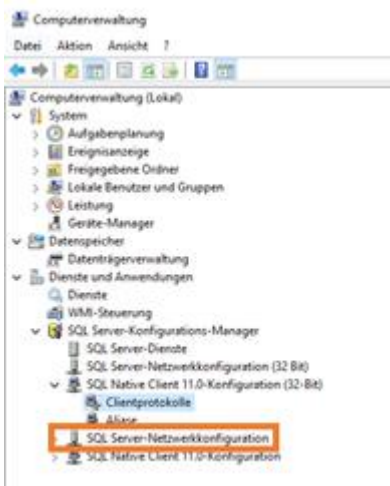 Computerverwaltung
Datei Aktion Ansicht ?
Computerverwaltung (Lokal)
System
Aufgabenplanung
Ereignisanzeige
Freigegebene Ordner
Lokale Benutzer und Gruppen
Leistung
Geräte-Manager
Datenspeicher
Datenträgerverwaltung
Dienste und Anwendungen
Dienste
WMI-Steuerung
SQL Server-Konfigurations-Manager
SQL Server-Dienste
SQL Server-Netzwerkkonfiguration (32 Bit)
SQL Native Client 11.0-Konfiguration (32-Bit)
Clientprotokolle
Aliase
SQL Server-Netzwerkkonfiguration
SQL Native Client 11.0-Konfiguration